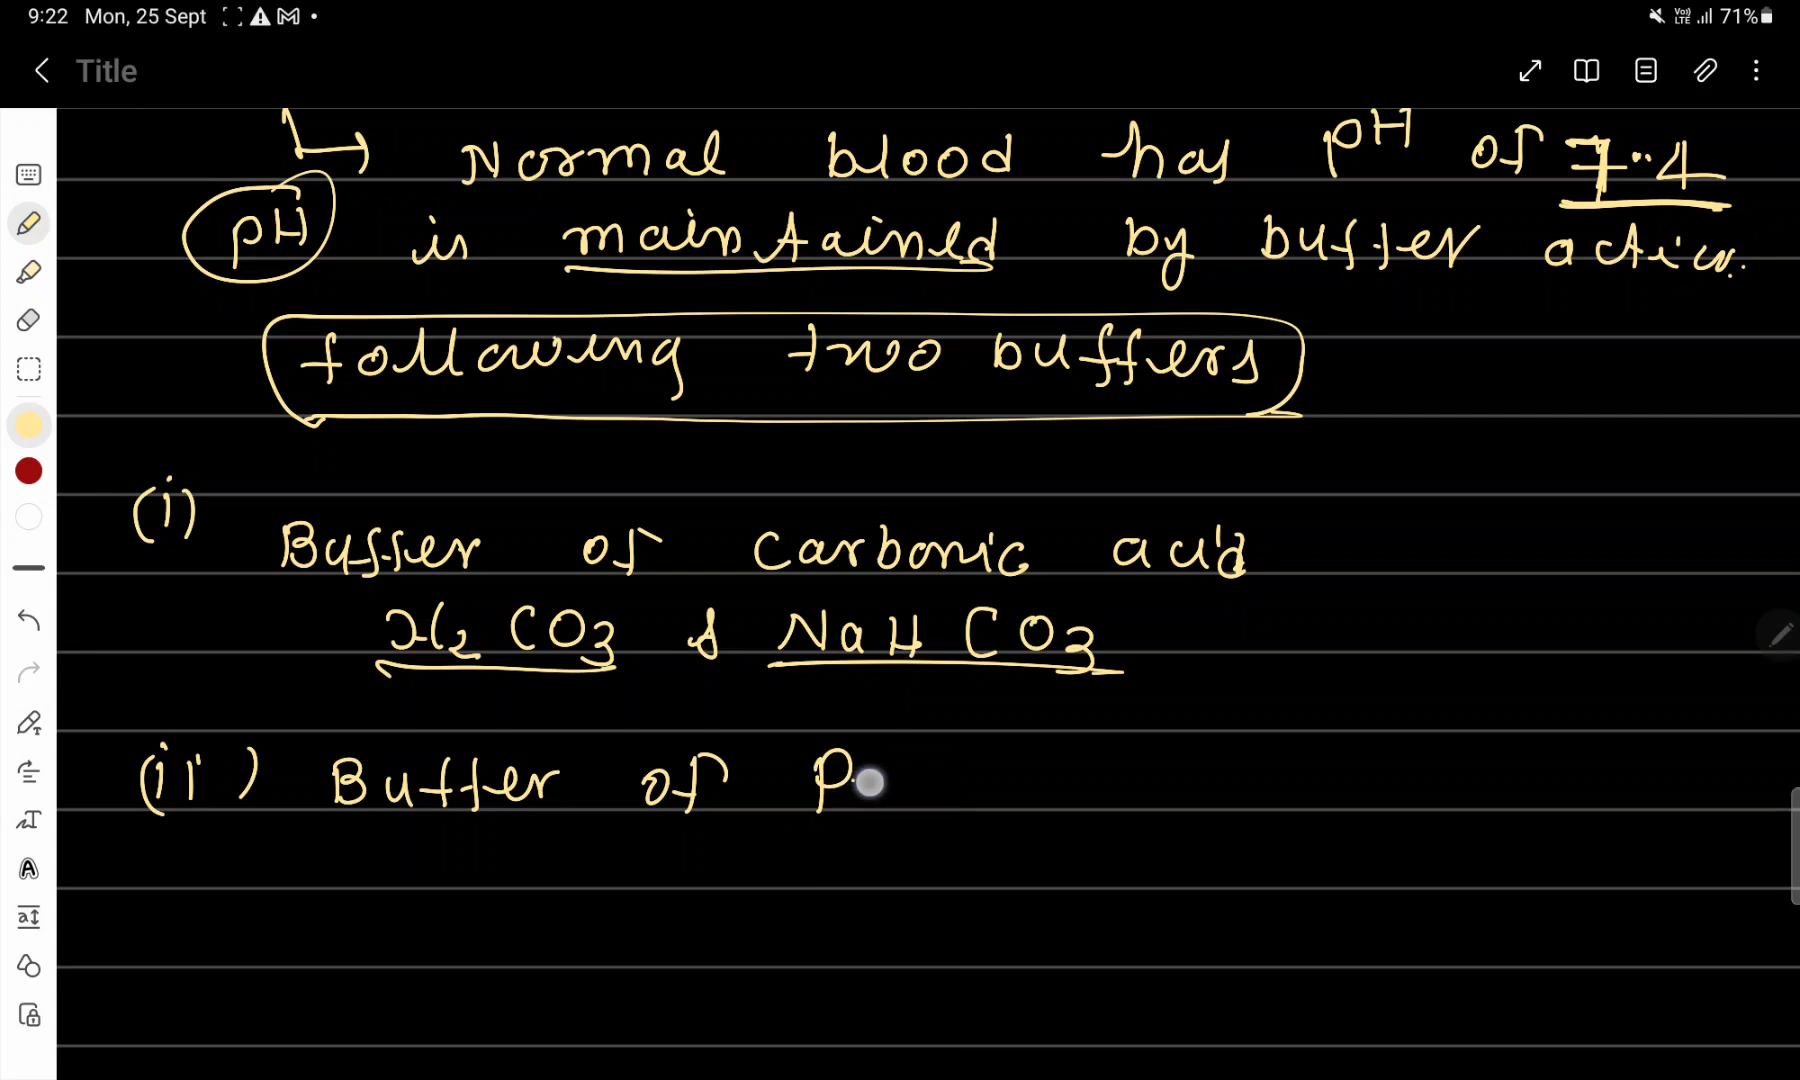 9:22 Mon, 25 Sept 71%
Title
Normal blood has pH of 7.4
pH is maintained by buffer action.
following two buffers
(i)
Buffer of carbonic acid
H2 CO3 & NaH CO3
(ii) Buffer of P